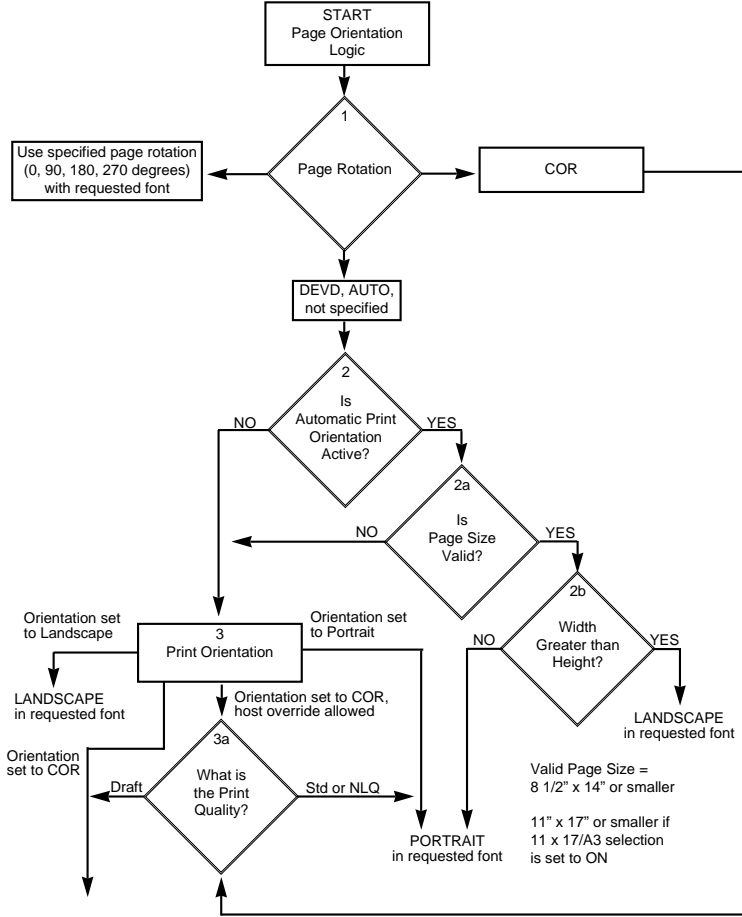 START
Page Orientation
Logic
1
Page Rotation
Use specified page rotation
(0, 90, 180, 270 degrees)
with requested font
COR
DEVD, AUTO,
not specified
2
Is
Automatic Print
Orientation
Active?
NO
YES
2a
Is
Page Size
Valid?
NO
YES
2b
Width
Greater than
Height?
NO
YES
Orientation set
to Landscape
3
Print Orientation
Orientation set
to Portrait
LANDSCAPE
in requested font
Orientation set to COR,
host override allowed
LANDSCAPE
in requested font
Orientation
set to COR
3a
What is
the Print
Quality?
Draft
Std or NLQ
PORTRAIT
in requested font
Valid Page Size =
8 1/2” x 14” or smaller
11” x 17” or smaller if
11 x 17/A3 selection
is set to ON